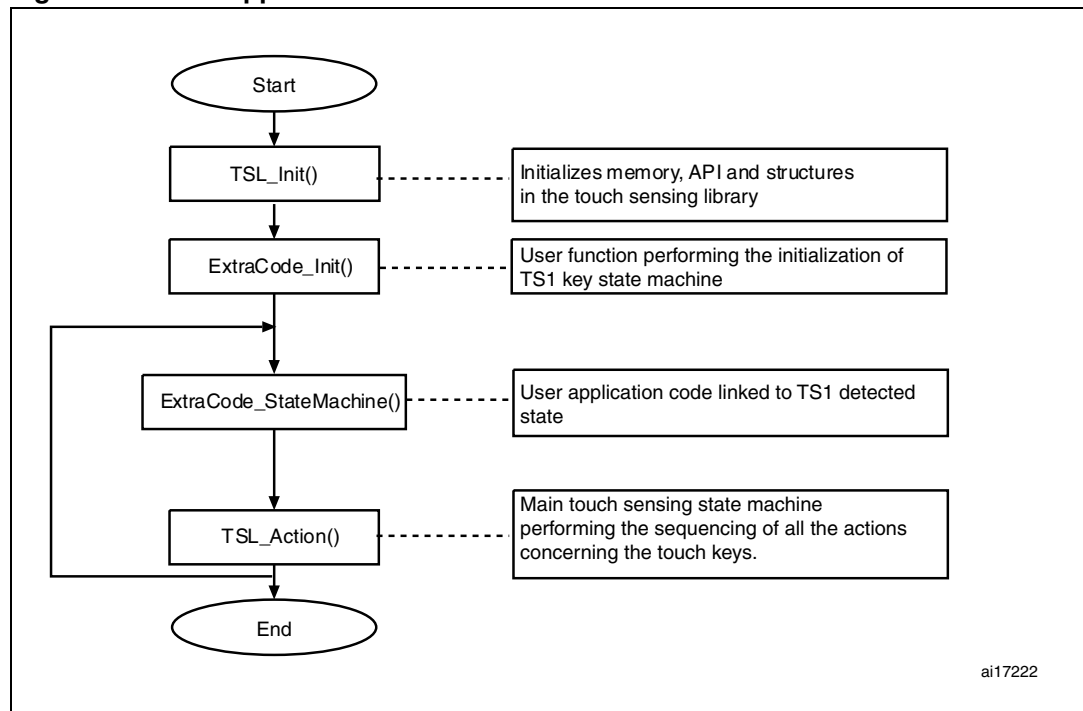 Start
TSL_Init()
Initializes memory, API and structures
in the touch sensing library
ExtraCode_Init()
User function performing the initialization of
TS1 key state machine
ExtraCode_StateMachine()
User application code linked to TS1 detected
state
TSL_Action()
Main touch sensing state machine
performing the sequencing of all the actions
concerning the touch keys.
End
ai17222